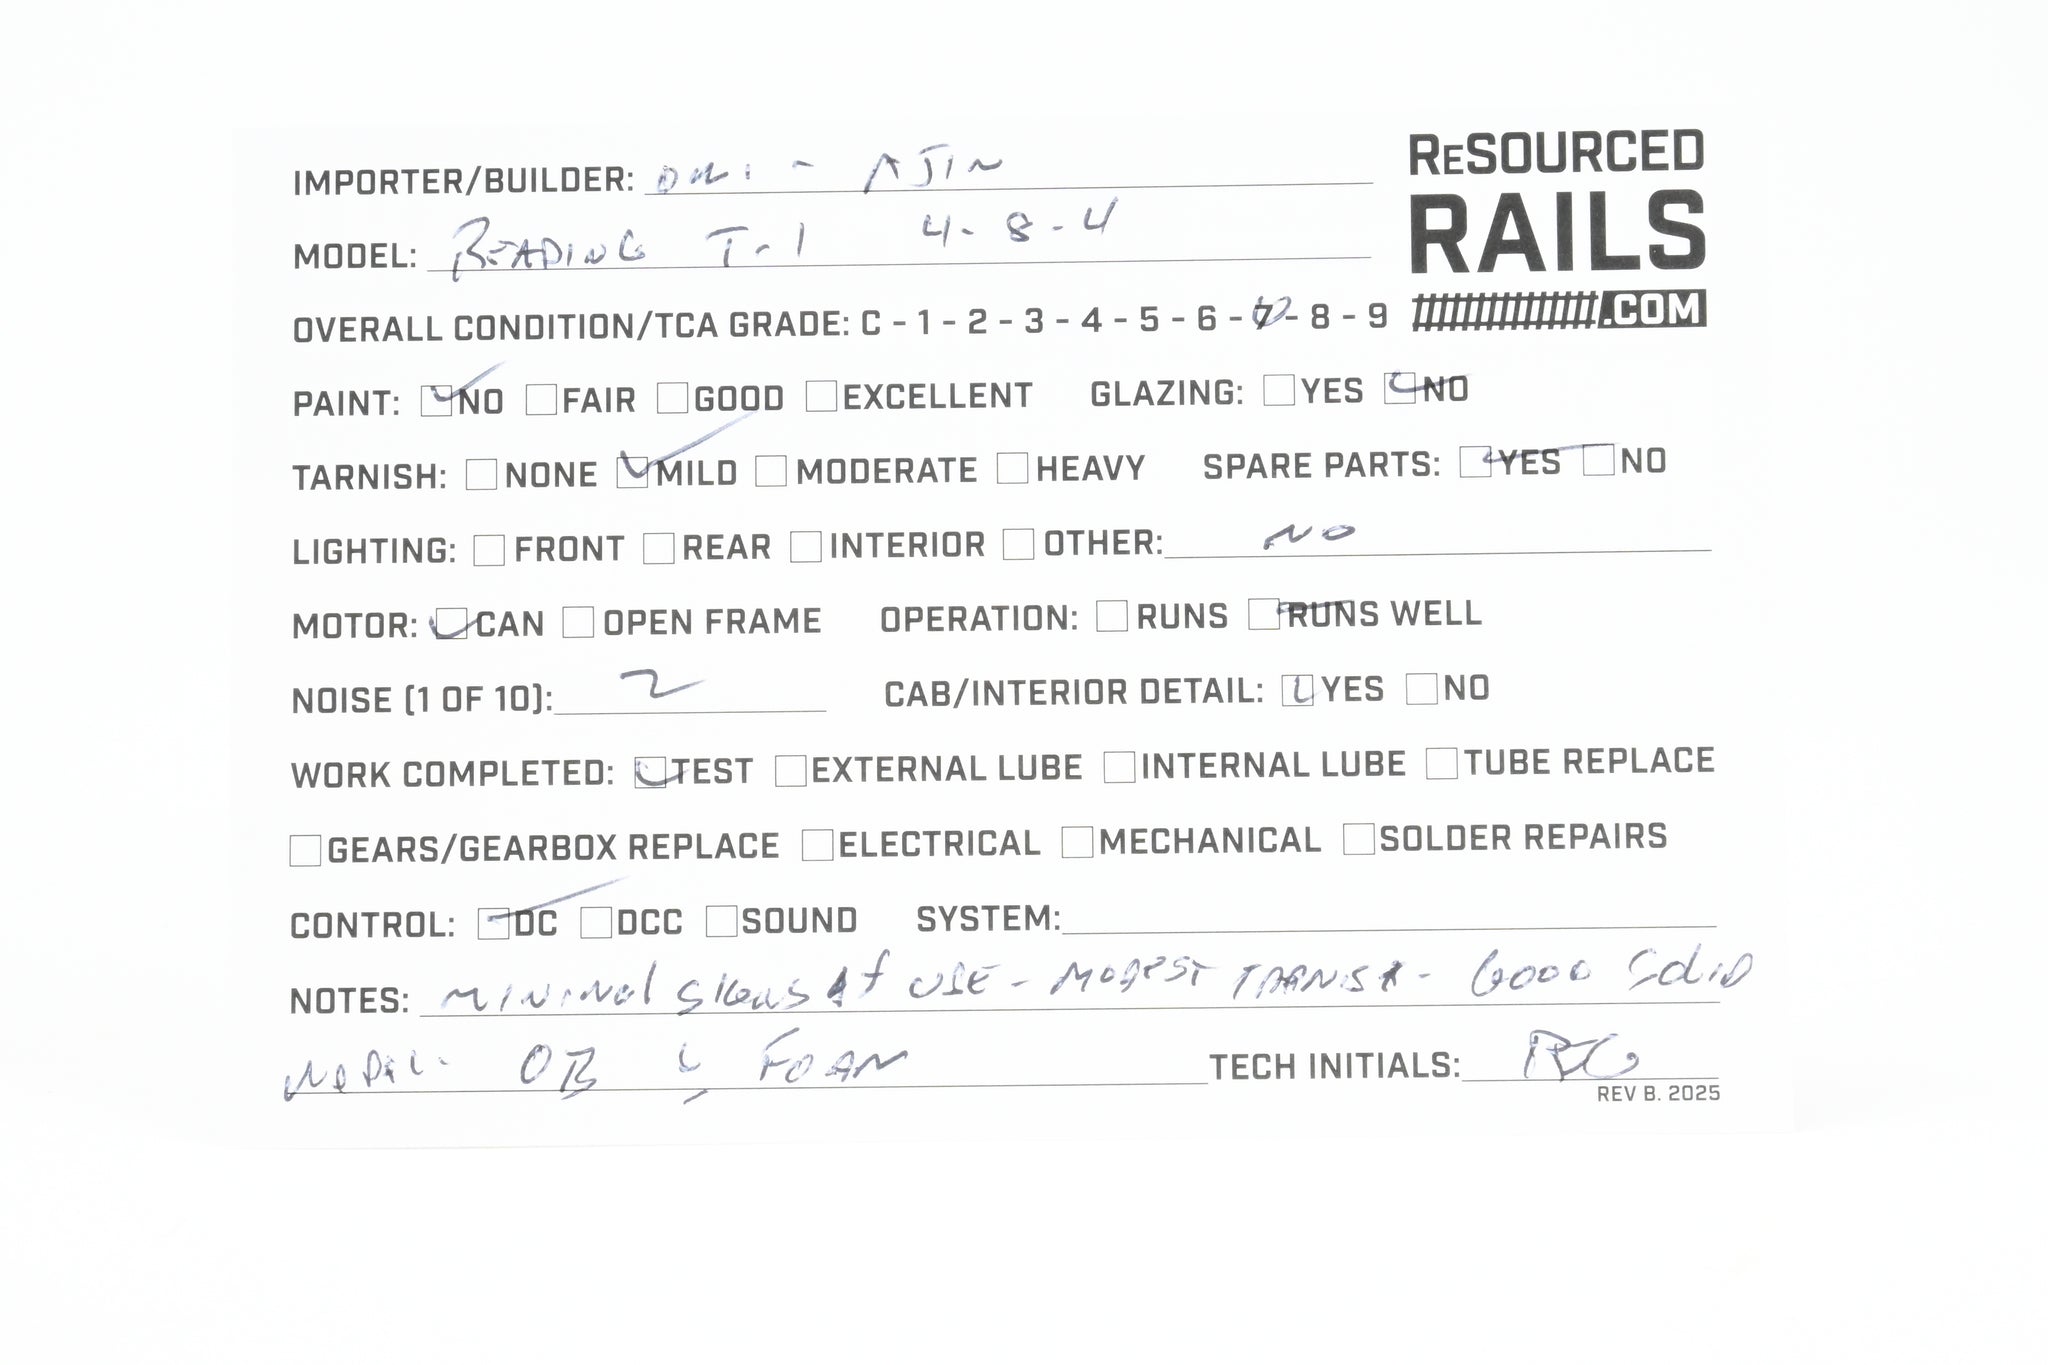 IMPORTER/BUILDER: OMI - AJIN
RESOURCED
RAILS
.COM
MODEL: READING T-1 4-8-4
OVERALL CONDITION/TCA GRADE: C - 1 - 2 - 3 - 4 - 5 - 6 - 7 - 8 - 9
PAINT: NO FAIR GOOD EXCELLENT GLAZING: YES NO
TARNISH: NONE MILD MODERATE HEAVY SPARE PARTS: YES NO
LIGHTING: FRONT REAR INTERIOR OTHER: NO
MOTOR: CAN OPEN FRAME OPERATION: RUNS RUNS WELL
NOISE (1 OF 10): 2 CAB/INTERIOR DETAIL: YES NO
WORK COMPLETED: TEST EXTERNAL LUBE INTERNAL LUBE TUBE REPLACE
GEARS/GEARBOX REPLACE ELECTRICAL MECHANICAL SOLDER REPAIRS
CONTROL: DC DCC SOUND SYSTEM:
NOTES: MINIMAL SIGNS of USE - MODEST TARNISH - GOOD SOLID
MODEL. OB & FOAM TECH INITIALS: RG
REV B. 2025